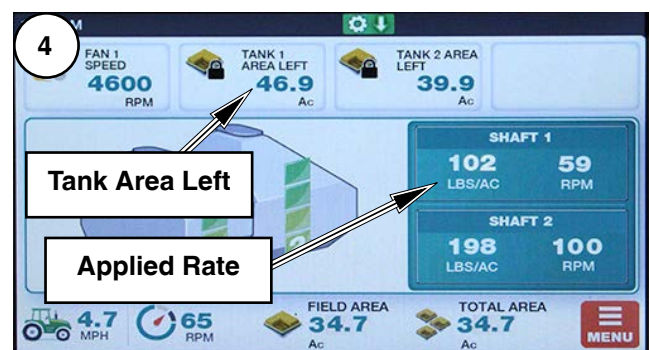 4
M
FAN 1
SPEED
4600
RPM
TANK 1
AREA LEFT
46.9
Ac
TANK 2 AREA
LEFT
39.9
Ac
Tank Area Left
Applied Rate
SHAFT 1
102 59
LBS/AC RPM
SHAFT 2
198 100
LBS/AC RPM
4.7
MPH
65
RPM
FIELD AREA
34.7
Ac
TOTAL AREA
34.7
Ac
MENU